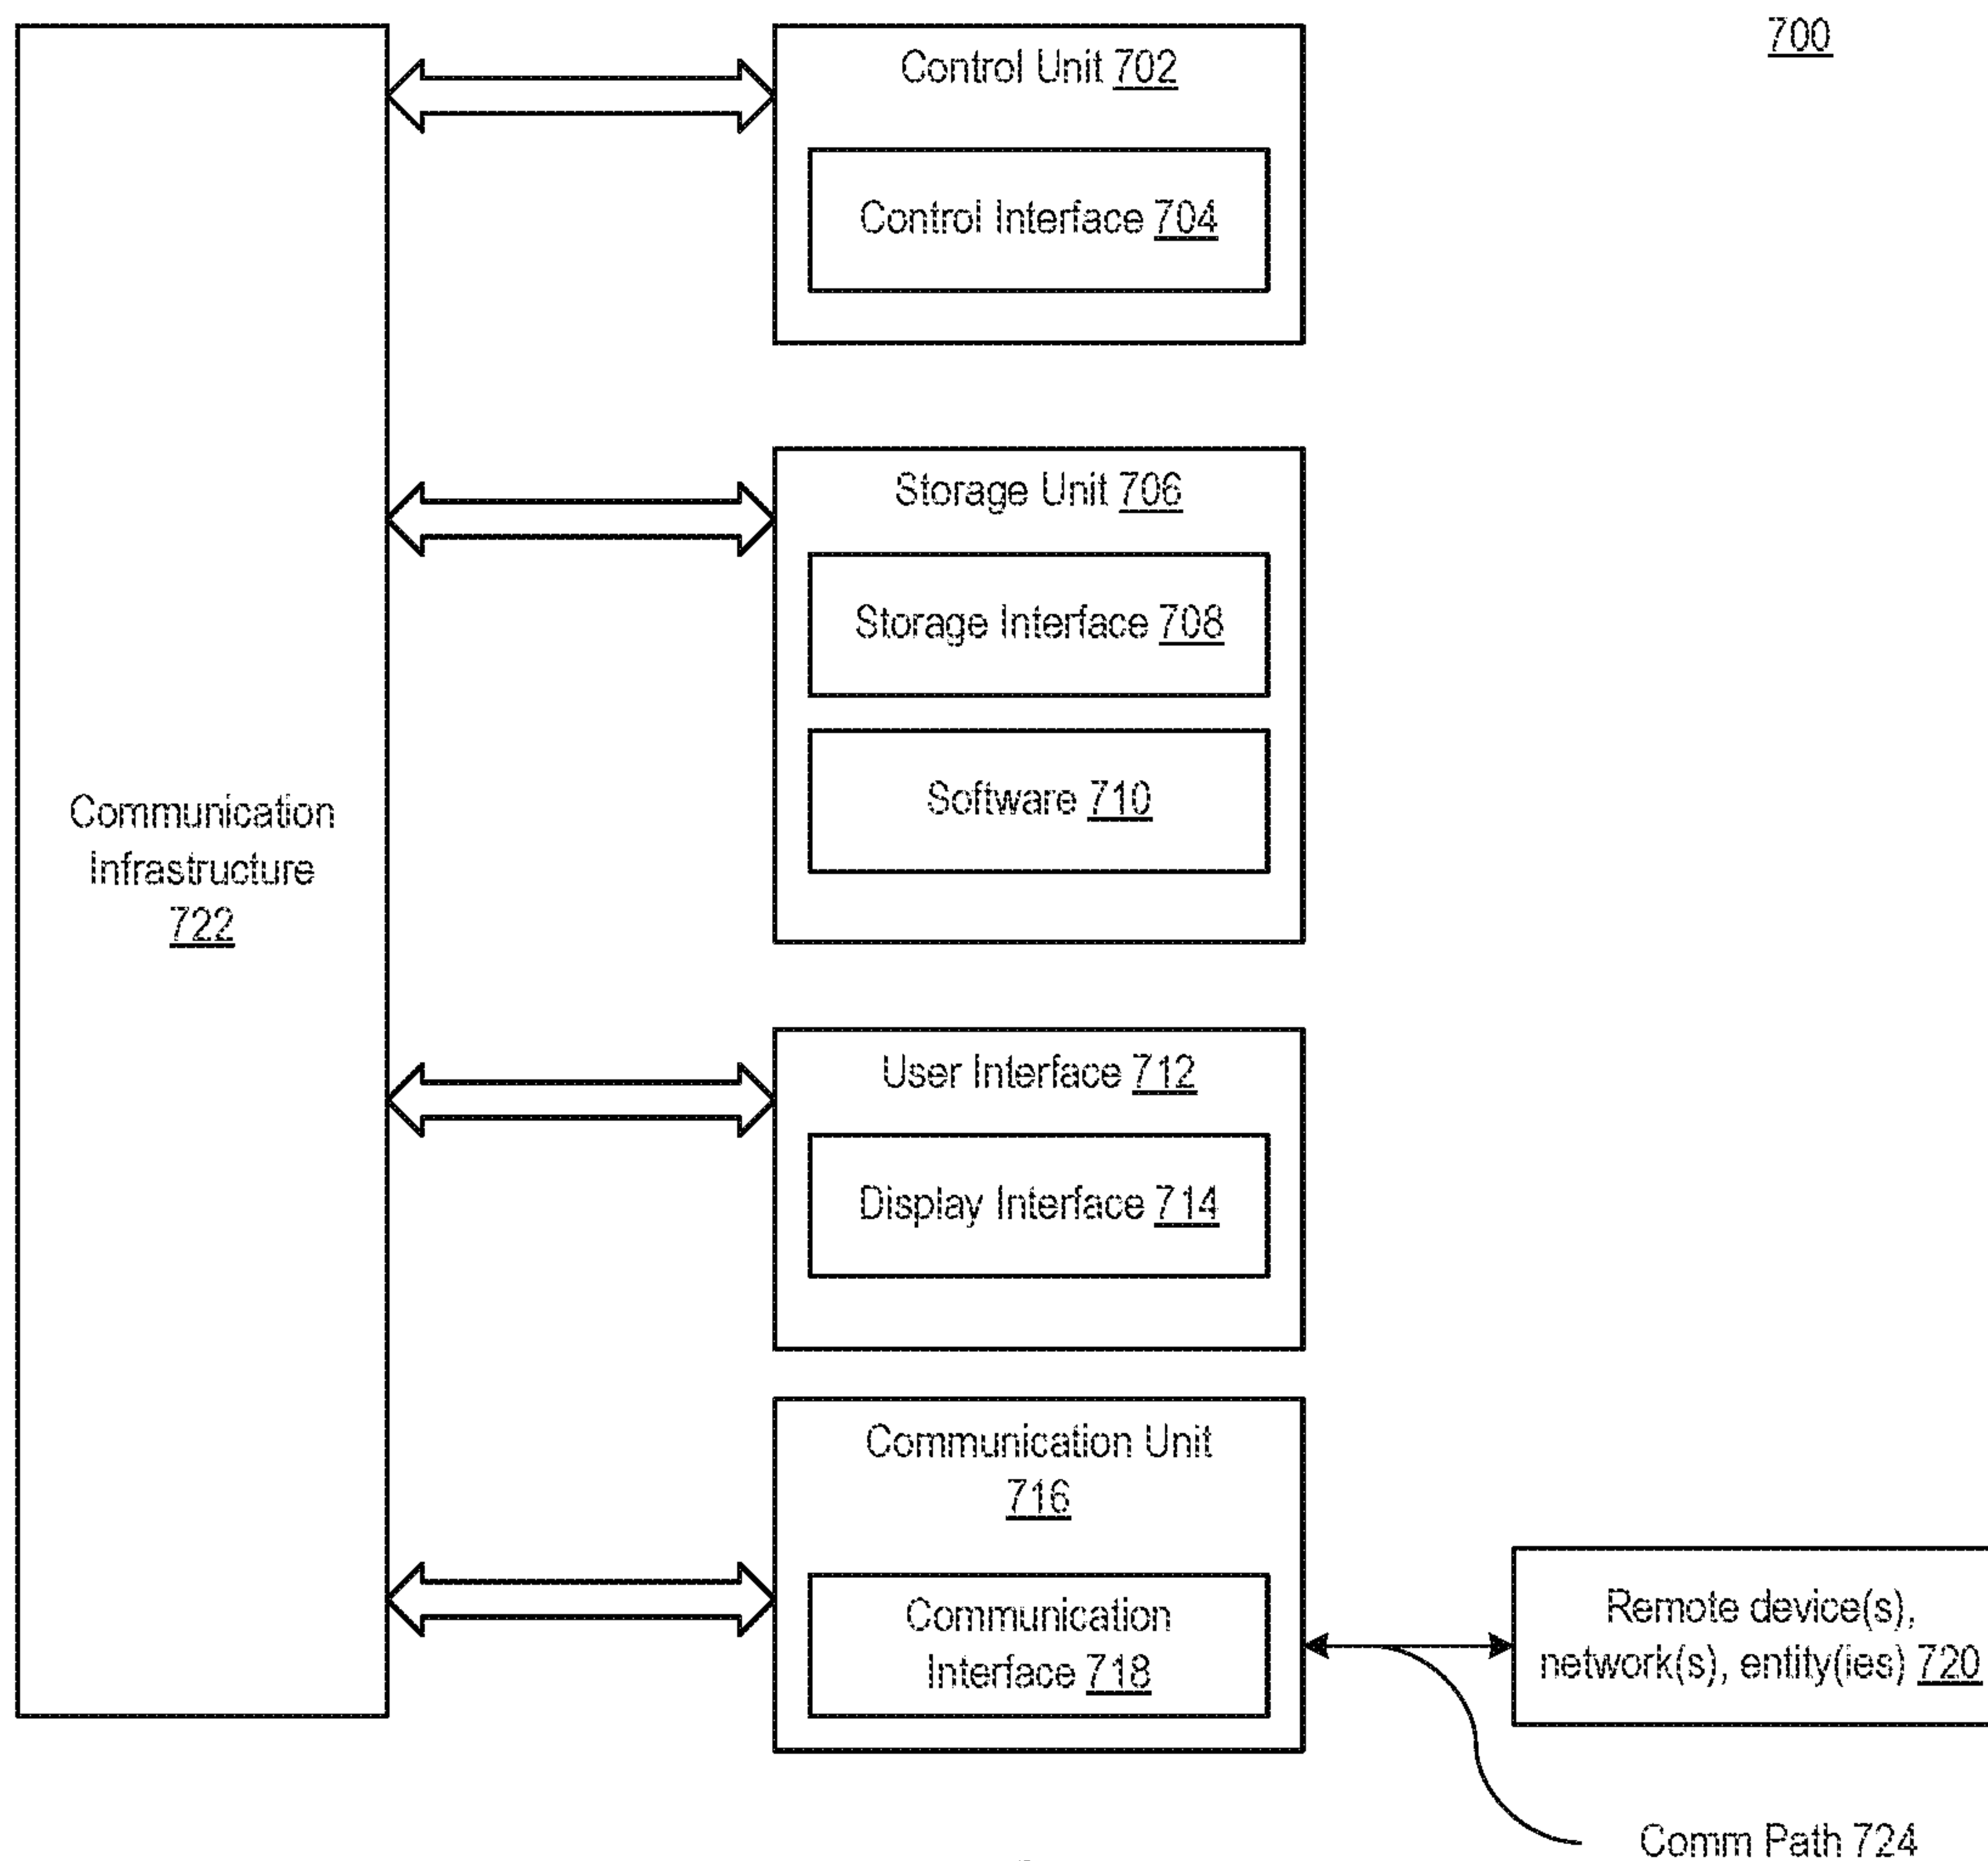 700
Control Unit 702
Control Interface 704
Storage Unit 706
Storage Interface 708
Software 710
Communication
Infrastructure
722
User Interface 712
Display Interface 714
Communication Unit
716
Communication
Interface 718
Remote device(s),
network(s), entity(ies) 720
Comm Path 724